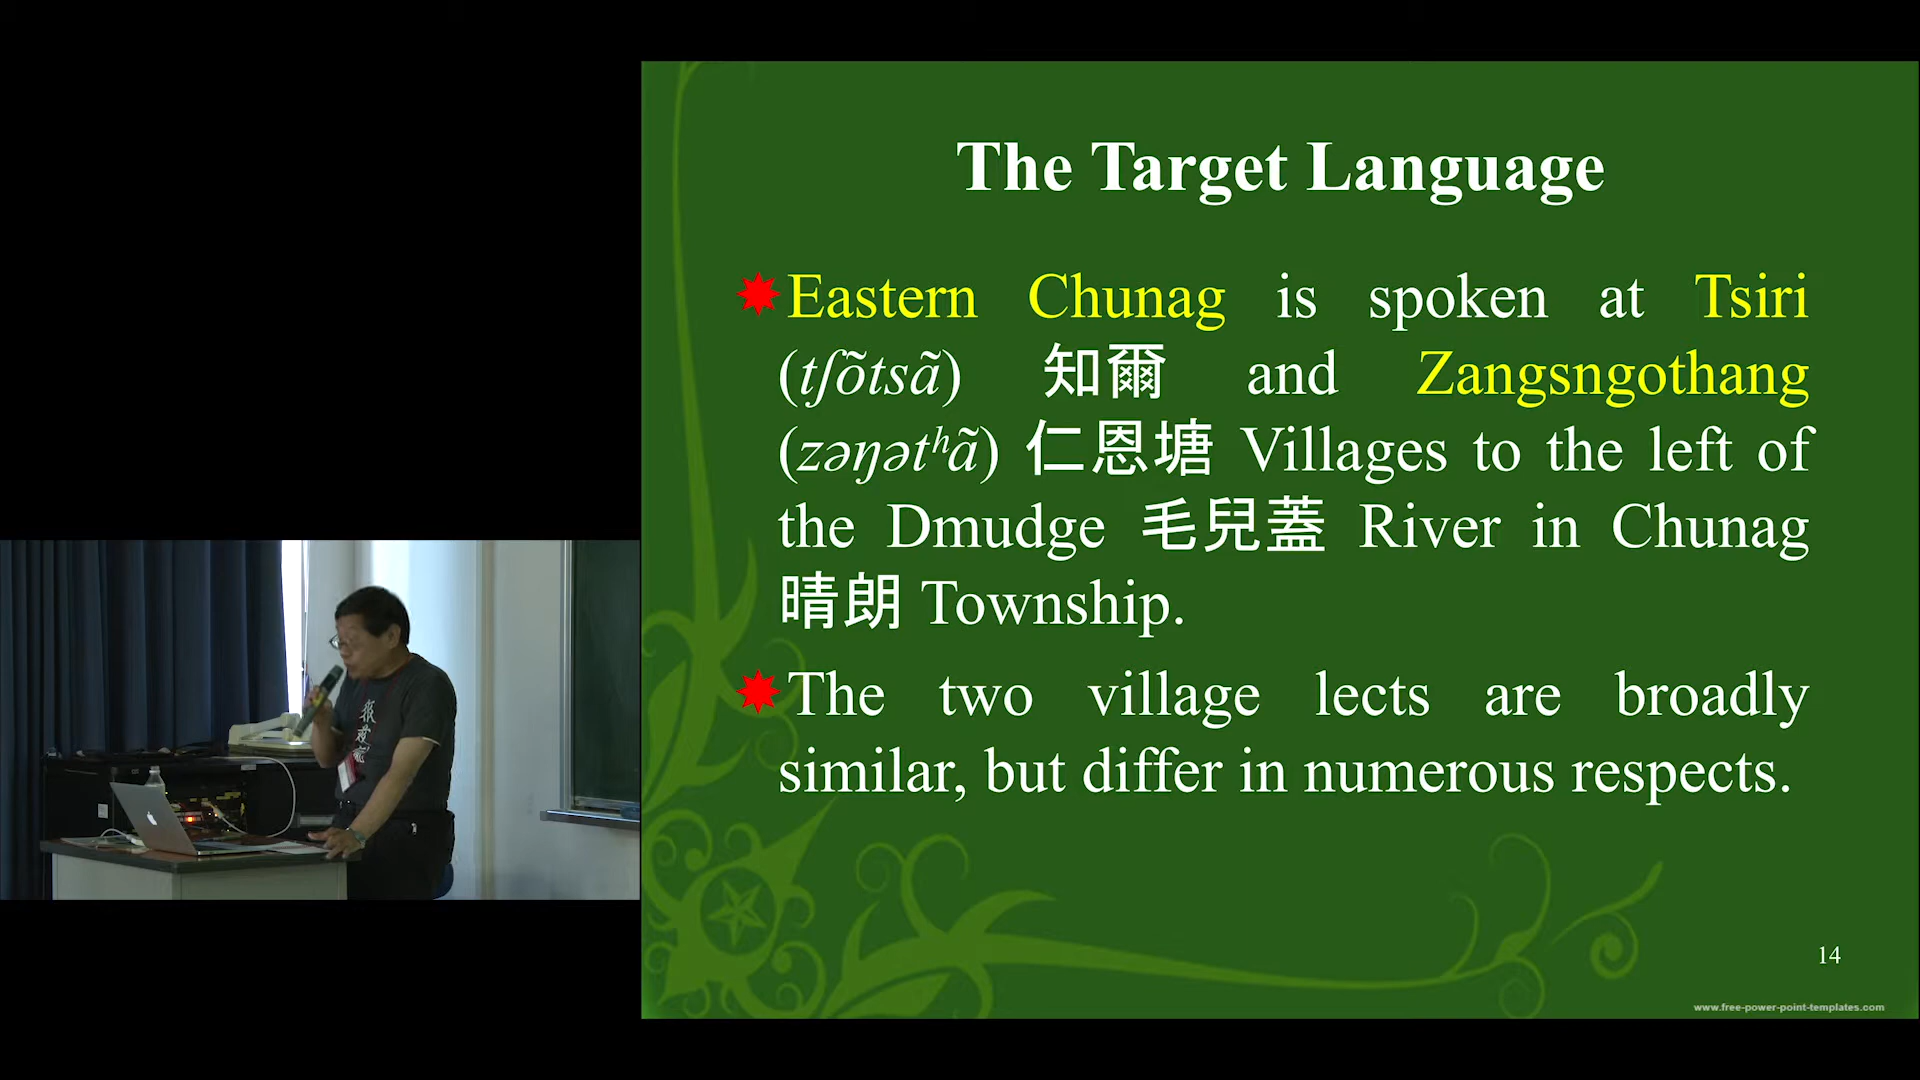 The Target Language
Eastern Chunag is spoken at Tsiri
(tʃõtsã) 知爾 and Zangsngothang
(zəŋətʰã) 仁恩塘 Villages to the left of
the Dmudge 毛兒蓋 River in Chunag
晴朗 Township.
The two village lects are broadly
similar, but differ in numerous respects.
14
www.free-power-point-templates.com